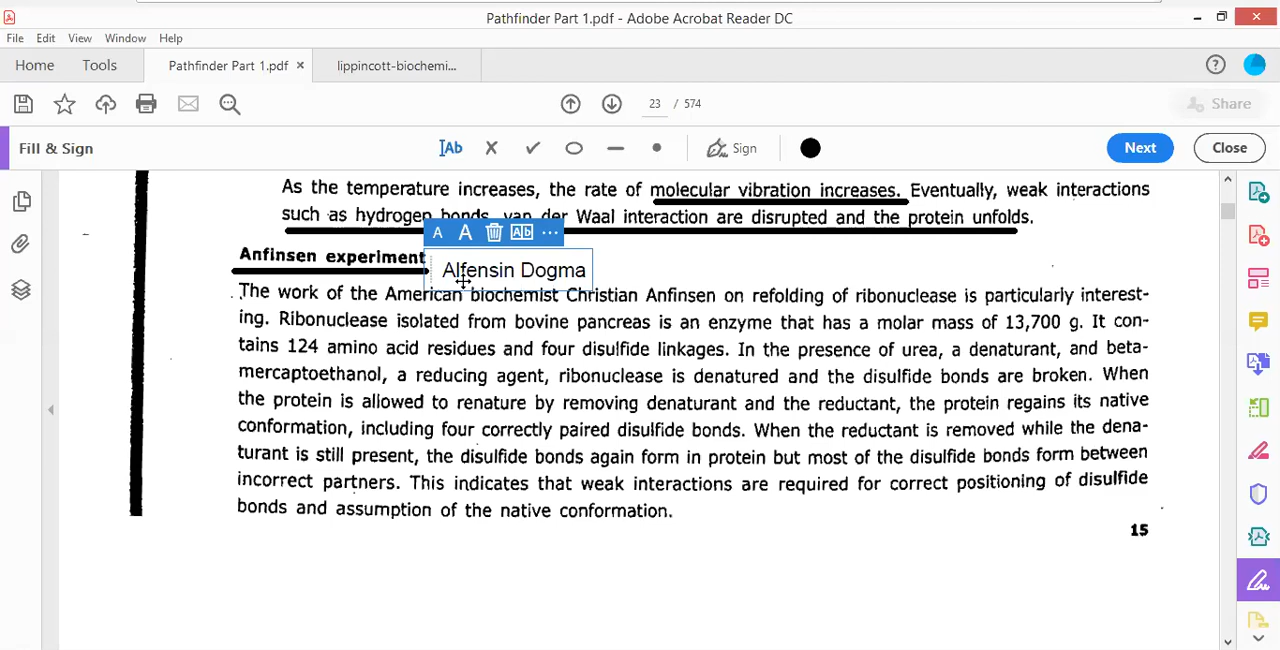 Pathfinder Part 1.pdf - Adobe Acrobat Reader DC
File Edit View Window Help
Home Tools Pathfinder Part 1.pdf × lippincott-biochemi...
23 / 574 Share
Fill & Sign Ab Sign Next Close
As the temperature increases, the rate of molecular vibration increases. Eventually, weak interactions
such as hydrogen bonds, van der Waal interaction are disrupted and the protein unfolds.
A A Ab ...
Anfinsen experiment Alfensin Dogma
The work of the American biochemist Christian Anfinsen on refolding of ribonuclease is particularly interest-
ing. Ribonuclease isolated from bovine pancreas is an enzyme that has a molar mass of 13,700 g. It con-
tains 124 amino acid residues and four disulfide linkages. In the presence of urea, a denaturant, and beta-
mercaptoethanol, a reducing agent, ribonuclease is denatured and the disulfide bonds are broken. When
the protein is allowed to renature by removing denaturant and the reductant, the protein regains its native
conformation, including four correctly paired disulfide bonds. When the reductant is removed while the dena-
turant is still present, the disulfide bonds again form in protein but most of the disulfide bonds form between
incorrect partners. This indicates that weak interactions are required for correct positioning of disulfide
bonds and assumption of the native conformation.
15